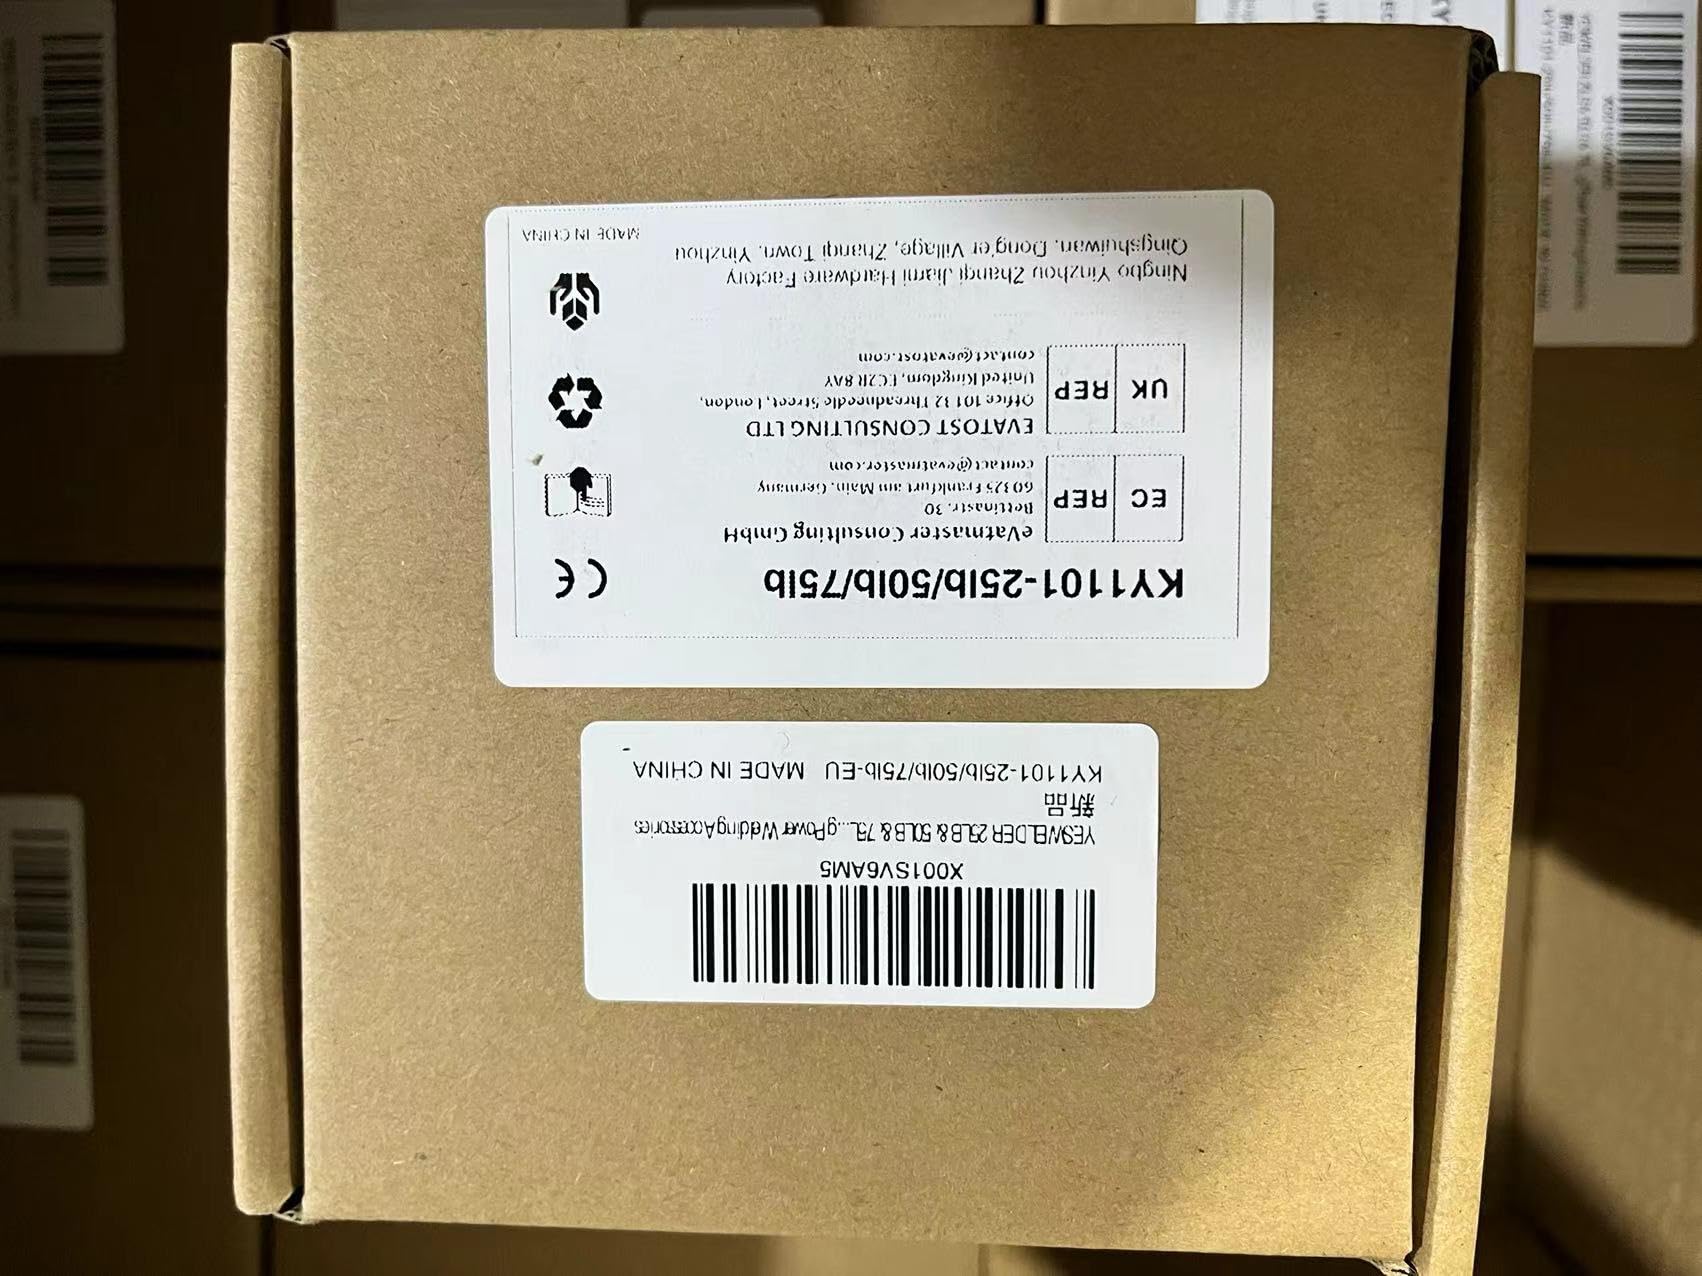 X001SV6AM5
YESWELDER 25LB & 50LB & 75L...g Power Welding Accessories
新品
KY1101-25lb/50lb/75lb-EU MADE IN CHINA
KY1101-25lb/50lb/75lb
CE
EC REP
eVatmaster Consulting GmbH
Bettinastr. 30
60325 Frankfurt am Main, Germany
contact@evatmaster.com
UK REP
EVATOST CONSULTING LTD
Office 101 32 Threadneedle Street, London,
United Kingdom, EC2R 8AY
contact@evatost.com
Ningbo Yinzhou Zhanqi Jiami Hardware Factory
Qingshuiwan, Dong'er Village, Zhanqi Town, Yinzhou
MADE IN CHINA